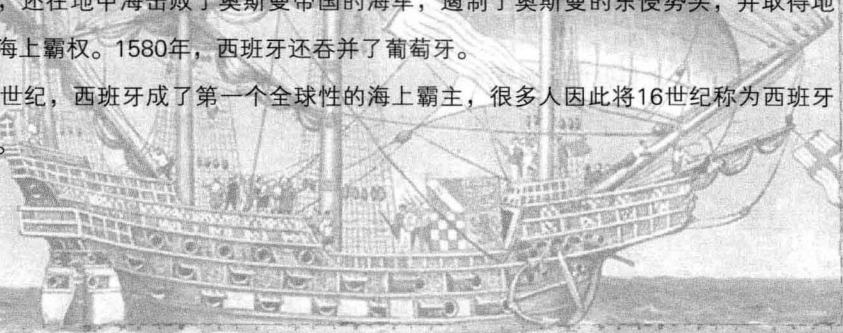 ，还在地中海击败了奥斯曼帝国的海军，遏制了奥斯曼的东侵势头，并取得地
海上霸权。1580年，西班牙还吞并了葡萄牙。
世纪，西班牙成了第一个全球性的海上霸主，很多人因此将16世纪称为西班牙
。